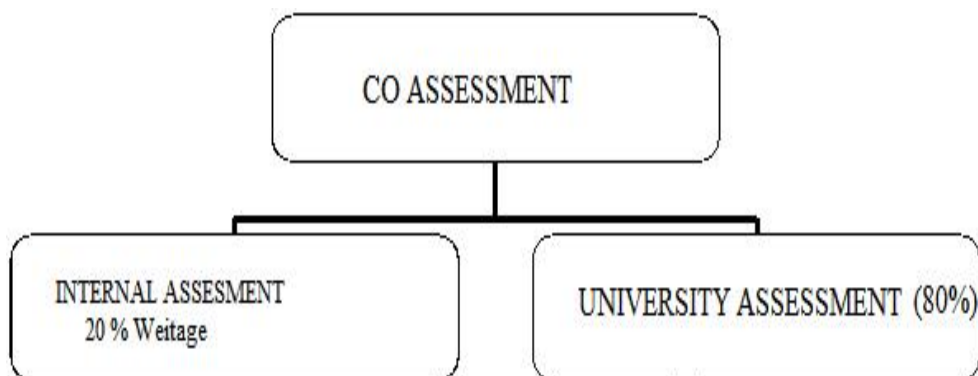 CO ASSESSMENT
INTERNAL ASSESMENT
20 % Weitage
UNIVERSITY ASSESSMENT (80%)